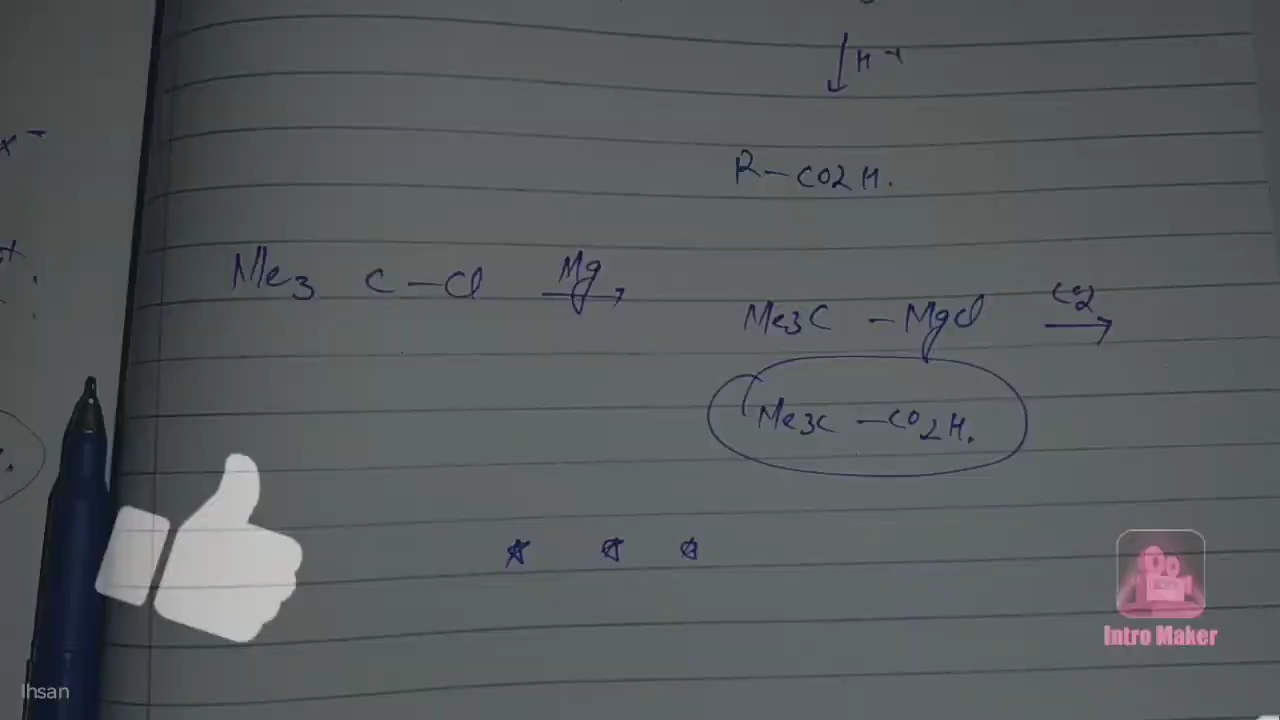 ↓ H+
x-
R-CO2H.
Me3 C-Cl Mg→
Me3C-MgCl CO2→
Me3C-CO2H.
Intro Maker
Ihsan